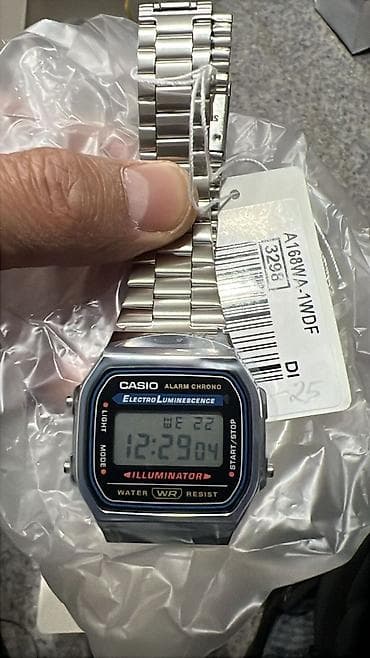 A168WA-1WDF
3298
DI
25
CASIO ALARM CHRONO
ELECTRO LUMINESCENCE
LIGHT
WE 22
12:29 04
MODE
START/STOP
ILLUMINATOR
WATER WR RESIST